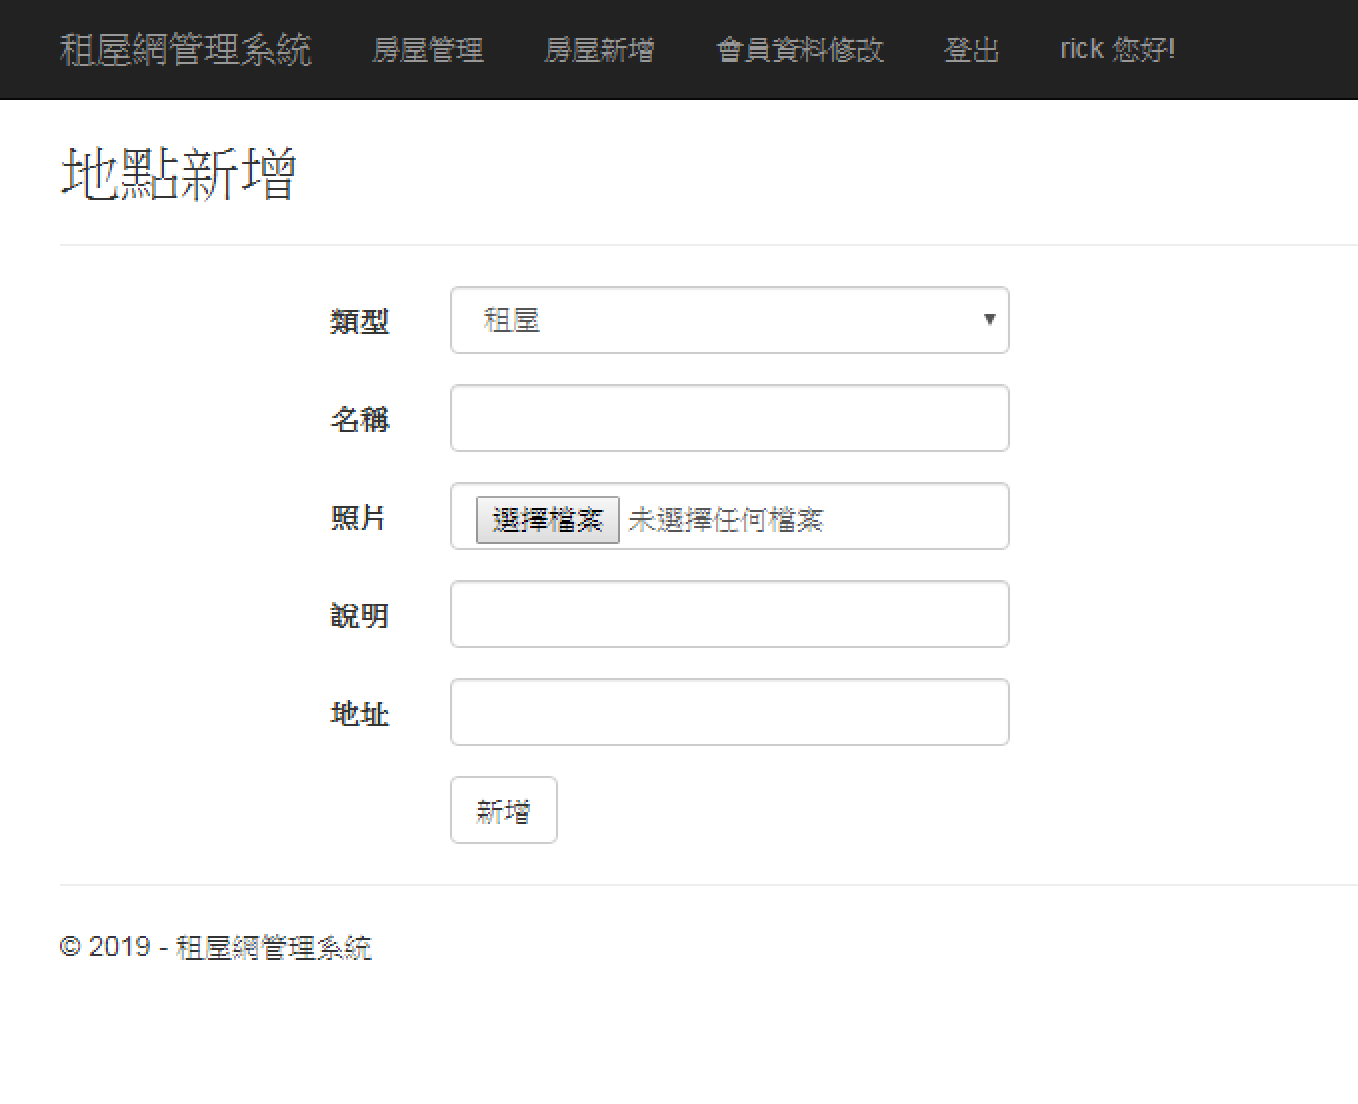 租屋網管理系統 房屋管理 房屋新增 會員資料修改 登出 rick 您好!
地點新增
類型 租屋
名稱
照片 選擇檔案 未選擇任何檔案
說明
地址
新增
© 2019 - 租屋網管理系統